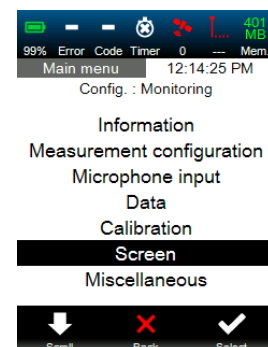 401
MB
99% Error Code Timer 0 --- Mem.
Main menu 12:14:25 PM
Config. : Monitoring
Information
Measurement configuration
Microphone input
Data
Calibration
Screen
Miscellaneous
Scroll Back Select